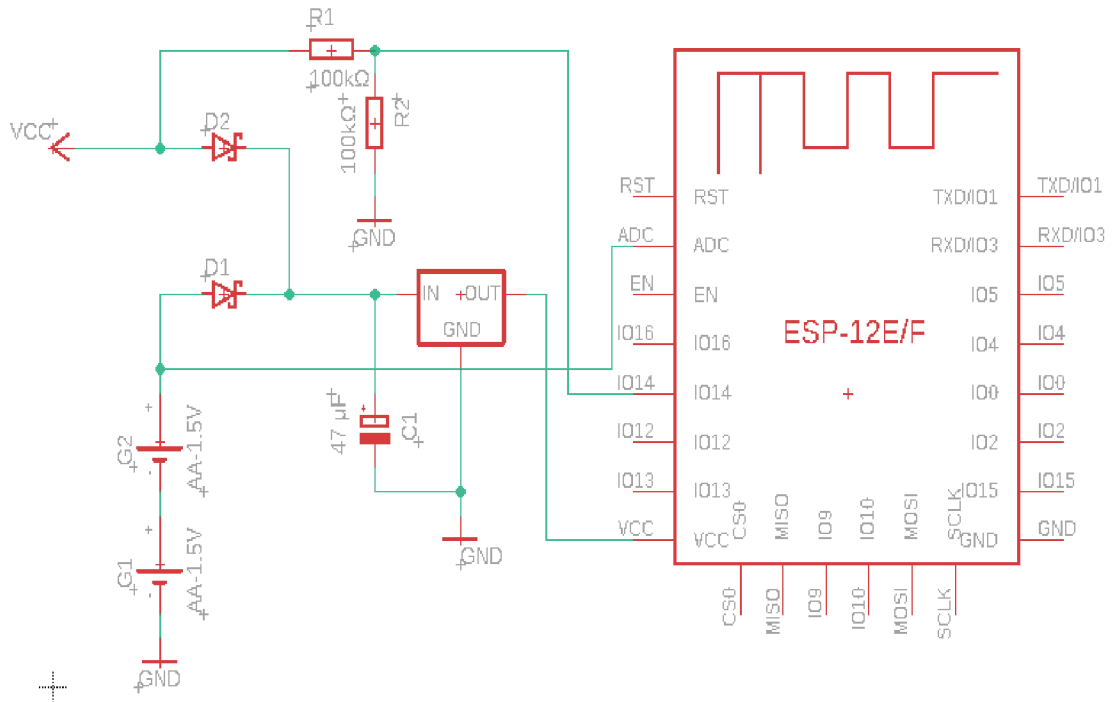 R1
100kΩ
R2
100kΩ
VCC
D2
GND
D1
IN
OUT
GND
47 µF
C1
G2
AA-1.5V
G1
AA-1.5V
GND
GND
ESP-12E/F
RST
RST
ADC
ADC
EN
EN
IO16
IO16
IO14
IO14
IO12
IO12
IO13
IO13
VCC
VCC
TXD/IO1
TXD/IO1
RXD/IO3
RXD/IO3
IO5
IO5
IO4
IO4
IO0
IO0
IO2
IO2
IO15
IO15
GND
GND
CS0
MISO
IO9
IO10
MOSI
SCLK
CS0
MISO
IO9
IO10
MOSI
SCLK